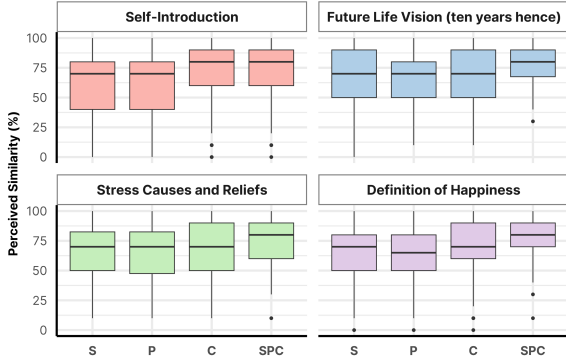 Self-Introduction
Future Life Vision (ten years hence)
Perceived Similarity (%)
100
75
50
25
0
Stress Causes and Reliefs
Definition of Happiness
100
75
50
25
0
S P C SPC
S P C SPC